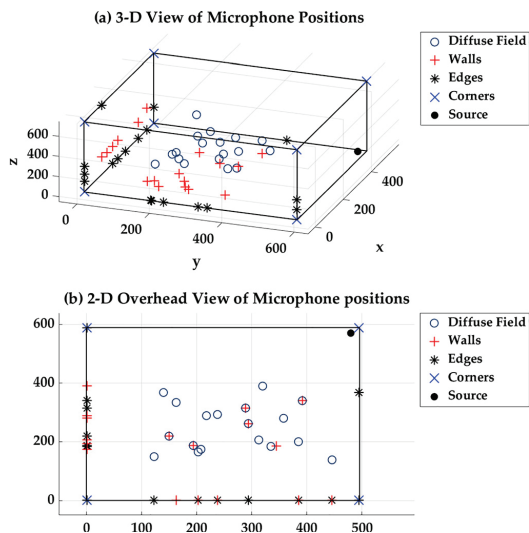 (a) 3-D View of Microphone Positions
Diffuse Field
Walls
Edges
Corners
Source
600
400
200
0
z
0
200
400
600
y
0
200
400
x
(b) 2-D Overhead View of Microphone positions
Diffuse Field
Walls
Edges
Corners
Source
600
400
200
0
0
100
200
300
400
500